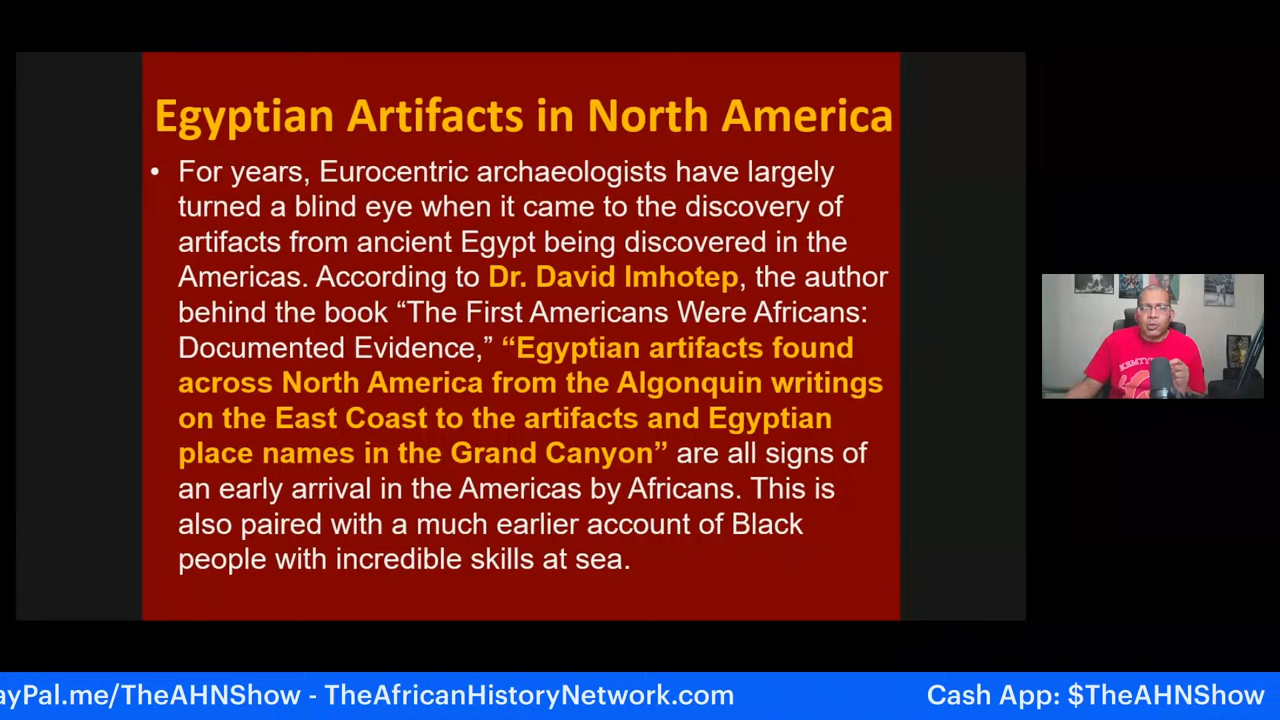 Egyptian Artifacts in North America
• For years, Eurocentric archaeologists have largely
turned a blind eye when it came to the discovery of
artifacts from ancient Egypt being discovered in the
Americas. According to Dr. David Imhotep, the author
behind the book “The First Americans Were Africans:
Documented Evidence,” “Egyptian artifacts found
across North America from the Algonquin writings
on the East Coast to the artifacts and Egyptian
place names in the Grand Canyon” are all signs of
an early arrival in the Americas by Africans. This is
also paired with a much earlier account of Black
people with incredible skills at sea.
ayPal.me/TheAHNShow - TheAfricanHistoryNetwork.com
Cash App: $TheAHNShow